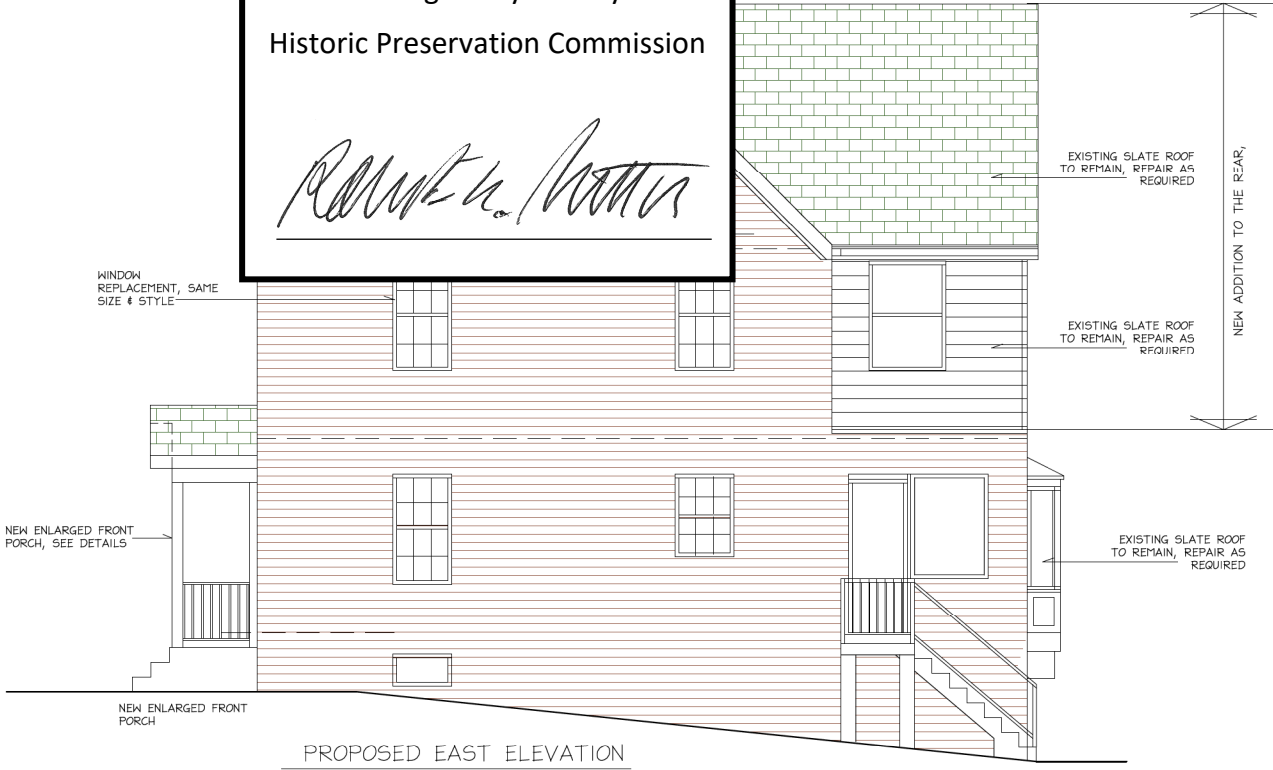 Historic Preservation Commission
EXISTING SLATE ROOF
TO REMAIN, REPAIR AS
REQUIRED
NEW ADDITION TO THE REAR,
WINDOW
REPLACEMENT, SAME
SIZE & STYLE
EXISTING SLATE ROOF
TO REMAIN, REPAIR AS
REQUIRED
NEW ENLARGED FRONT
PORCH, SEE DETAILS
EXISTING SLATE ROOF
TO REMAIN, REPAIR AS
REQUIRED
NEW ENLARGED FRONT
PORCH
PROPOSED EAST ELEVATION